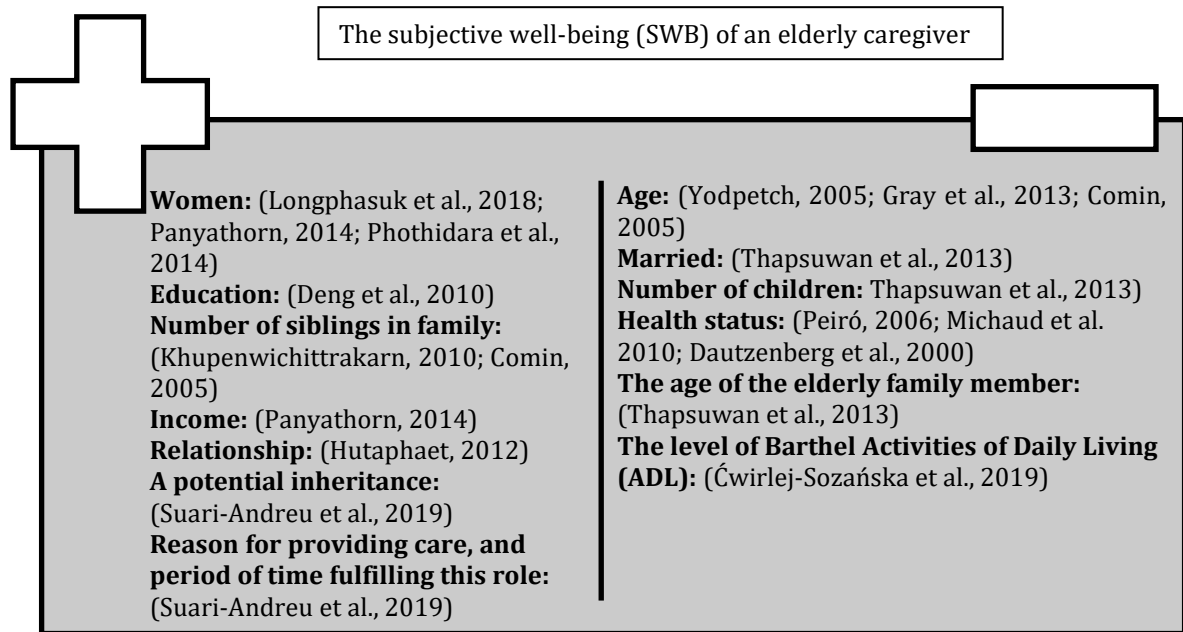 The subjective well-being (SWB) of an elderly caregiver
Women: (Longphasuk et al., 2018;
Panyathorn, 2014; Phothidara et al.,
2014)
Education: (Deng et al., 2010)
Number of siblings in family:
(Khupenwichittrakarn, 2010; Comin,
2005)
Income: (Panyathorn, 2014)
Relationship: (Hutaphaet, 2012)
A potential inheritance:
(Suari-Andreu et al., 2019)
Reason for providing care, and
period of time fulfilling this role:
(Suari-Andreu et al., 2019)
Age: (Yodpetch, 2005; Gray et al., 2013; Comin,
2005)
Married: (Thapsuwan et al., 2013)
Number of children: Thapsuwan et al., 2013)
Health status: (Peiró, 2006; Michaud et al.
2010; Dautzenberg et al., 2000)
The age of the elderly family member:
(Thapsuwan et al., 2013)
The level of Barthel Activities of Daily Living
(ADL): (Ćwirlej-Sozańska et al., 2019)